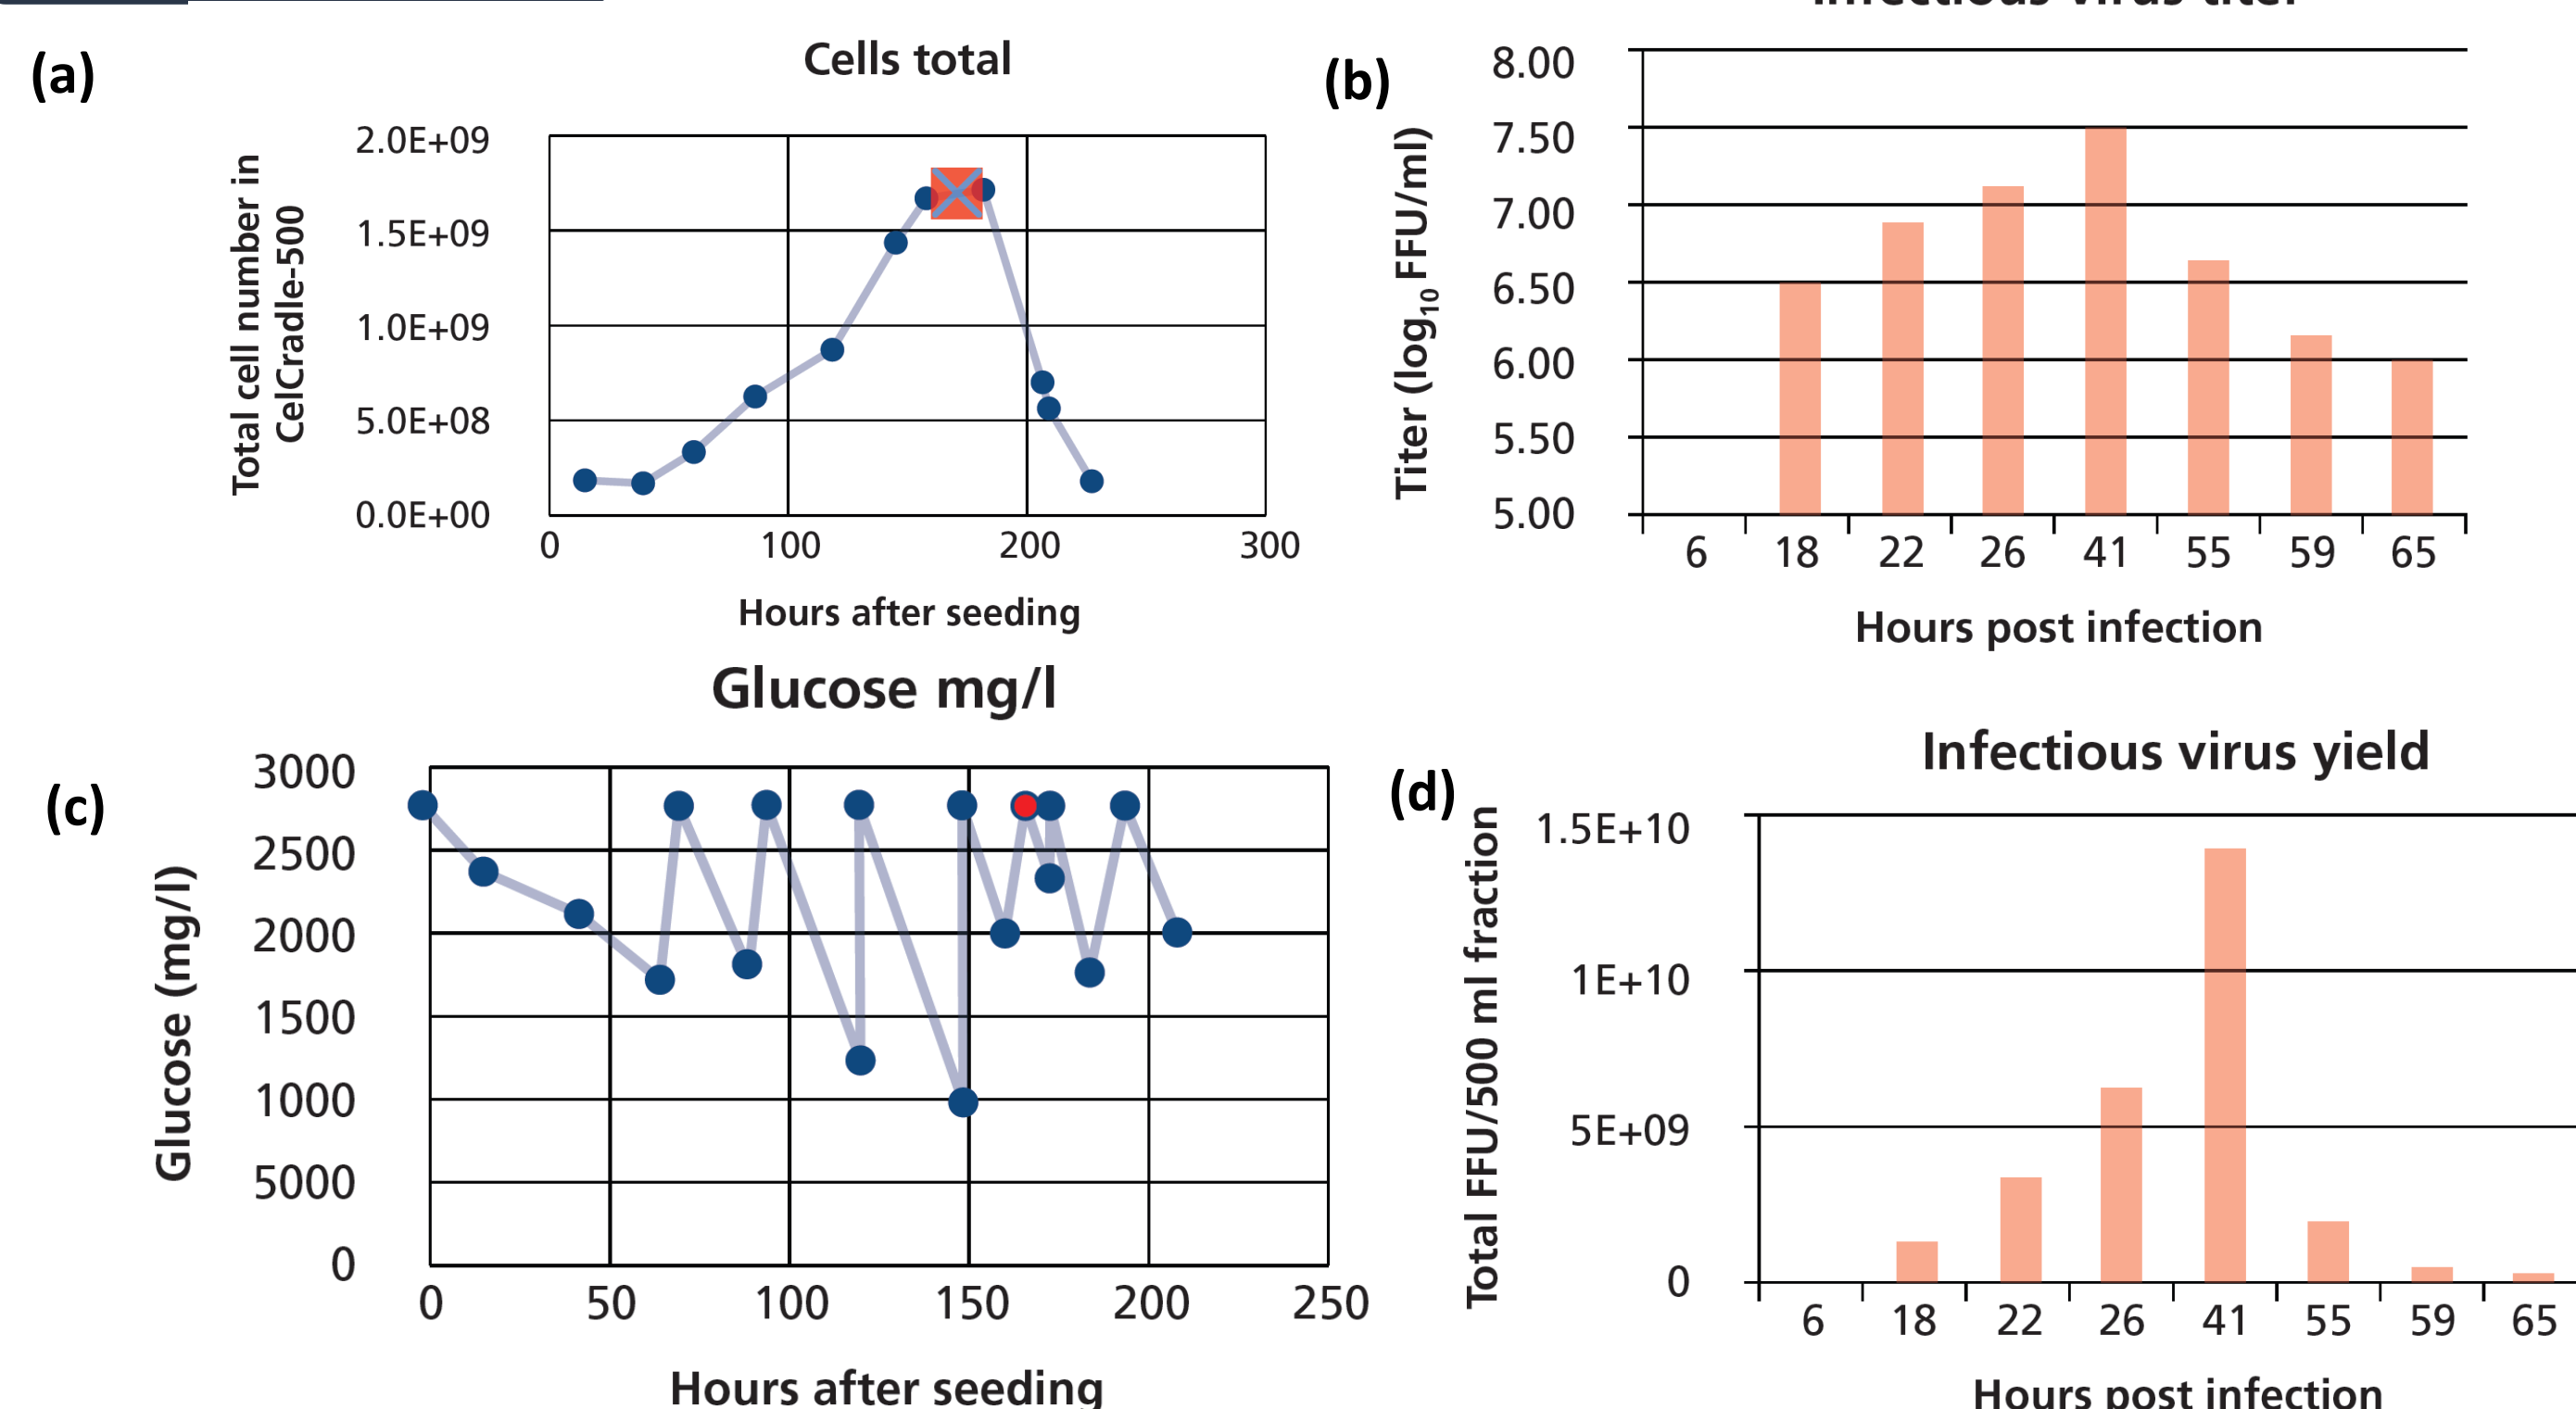 (a)
Cells total
Total cell number in
CelCradle-500
2.0E+09
1.5E+09
1.0E+09
5.0E+08
0.0E+00
0 100 200 300
Hours after seeding
(b)
Infectious virus titer
Titer (log10 FFU/ml)
8.00
7.50
7.00
6.50
6.00
5.50
5.00
6 18 22 26 41 55 59 65
Hours post infection
(c)
Glucose mg/l
Glucose (mg/l)
3000
2500
2000
1500
1000
5000
0
0 50 100 150 200 250
Hours after seeding
(d)
Infectious virus yield
Total FFU/500 ml fraction
1.5E+10
1E+10
5E+09
0
6 18 22 26 41 55 59 65
Hours post infection